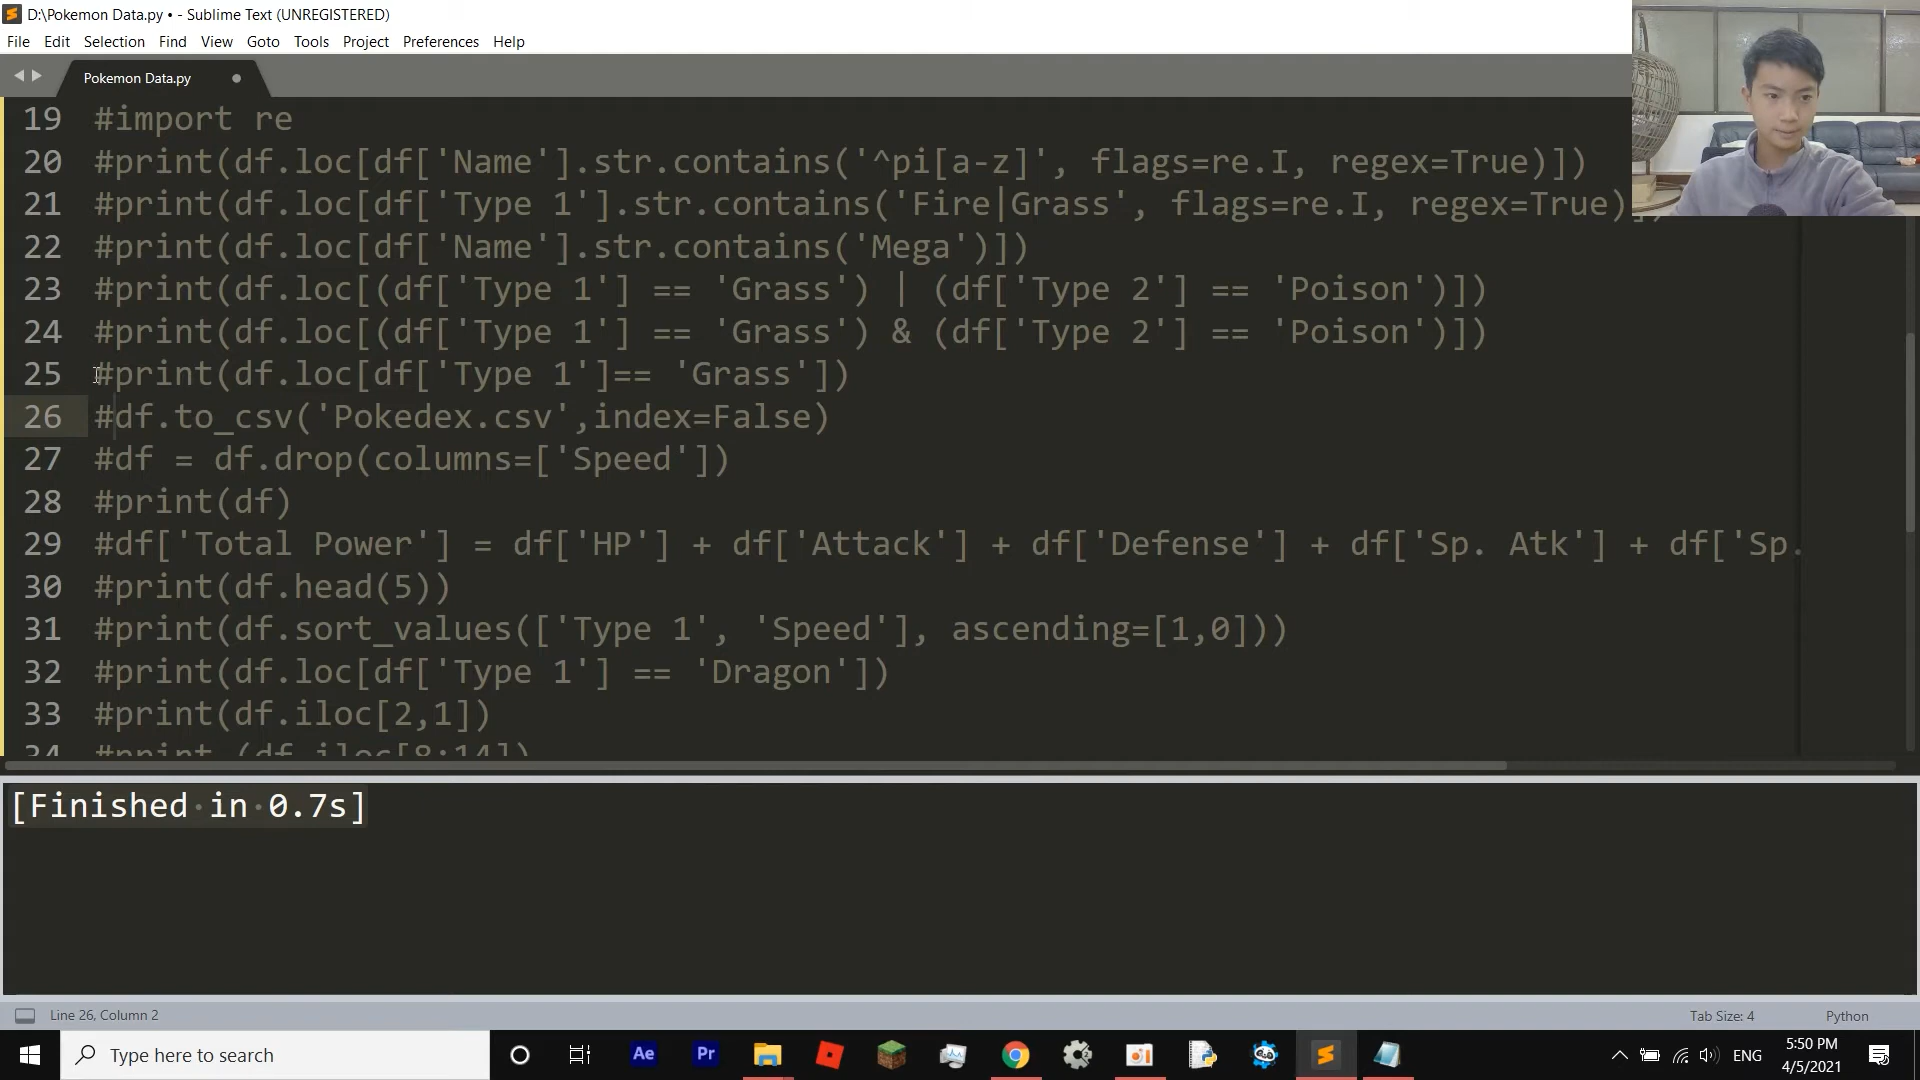 D:\Pokemon Data.py • - Sublime Text (UNREGISTERED)
File Edit Selection Find View Goto Tools Project Preferences Help
Pokemon Data.py
19 #import re
20 #print(df.loc[df['Name'].str.contains('^pi[a-z]', flags=re.I, regex=True)])
21 #print(df.loc[df['Type 1'].str.contains('Fire|Grass', flags=re.I, regex=True)])
22 #print(df.loc[df['Name'].str.contains('Mega')])
23 #print(df.loc[(df['Type 1'] == 'Grass') | (df['Type 2'] == 'Poison')])
24 #print(df.loc[(df['Type 1'] == 'Grass') & (df['Type 2'] == 'Poison')])
25 #print(df.loc[df['Type 1']== 'Grass'])
26 #df.to_csv('Pokedex.csv',index=False)
27 #df = df.drop(columns=['Speed'])
28 #print(df)
29 #df['Total Power'] = df['HP'] + df['Attack'] + df['Defense'] + df['Sp. Atk'] + df['Sp.
30 #print(df.head(5))
31 #print(df.sort_values(['Type 1', 'Speed'], ascending=[1,0]))
32 #print(df.loc[df['Type 1'] == 'Dragon'])
33 #print(df.iloc[2,1])
34 #print (df.iloc[8:14])
[Finished in 0.7s]
Line 26, Column 2
Tab Size: 4
Python
Type here to search
Ae
Pr
ENG
5:50 PM
4/5/2021